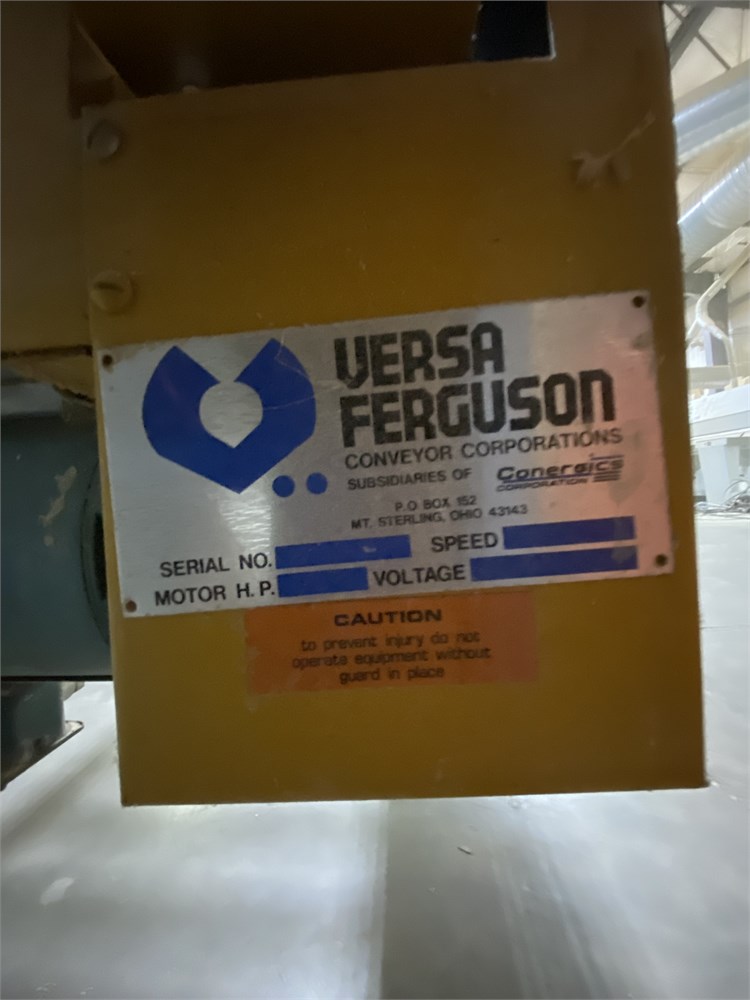 VERSA
FERGUSON
CONVEYOR CORPORATIONS
SUBSIDIARIES OF Conergics
CORPORATION
P.O BOX 152
MT. STERLING, OHIO 43143
SERIAL NO. SPEED
MOTOR H.P. VOLTAGE
CAUTION
to prevent injury do not
operate equipment without
guard in place